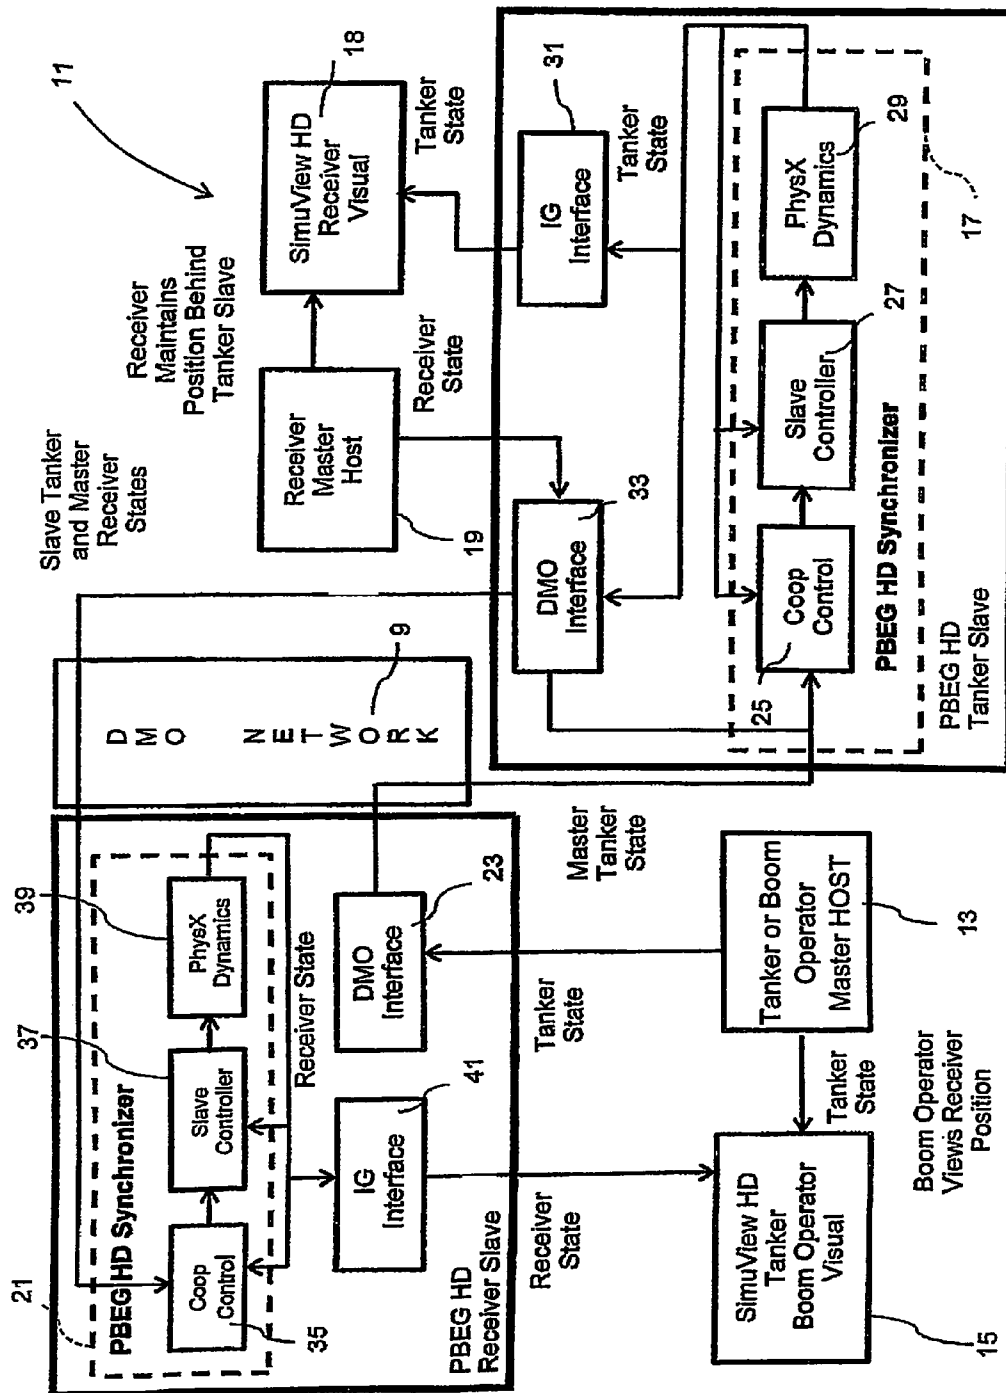 11
Receiver
Maintains
Position Behind
Tanker Slave
Slave Tanker
and Master
Receiver
States
Receiver
Master
Host
19
Receiver State
SimuView HD
Receiver
Visual
18
Tanker
State
DMO
NETWORK
9
21
PBEG HD Synchronizer
Coop
Control
35
Slave
Controller
37
PhysX
Dynamics
39
Receiver State
IG
Interface
41
DMO
Interface
23
PBEG HD
Receiver Slave
Receiver
State
Tanker
State
Master
Tanker
State
SimuView HD
Tanker
Boom Operator
Visual
15
Tanker
State
Tanker or Boom
Operator
Master HOST
13
Boom Operator
Views Receiver
Position
DMO
Interface
33
IG
Interface
31
Tanker
State
Coop
Control
25
Slave
Controller
27
PhysX
Dynamics
29
PBEG HD Synchronizer
17
PBEG HD
Tanker Slave